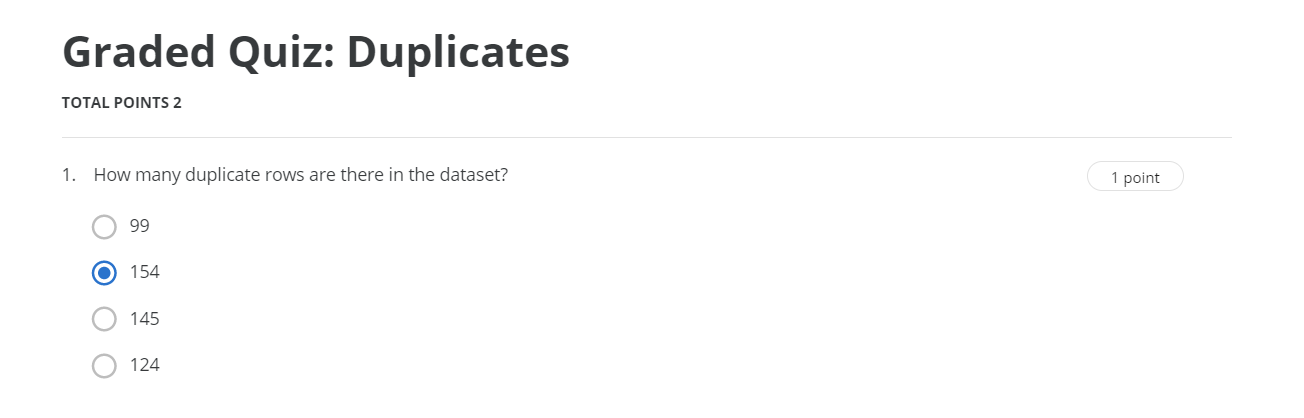 Graded Quiz: Duplicates
TOTAL POINTS 2
1. How many duplicate rows are there in the dataset?
1 point
99
154
145
124